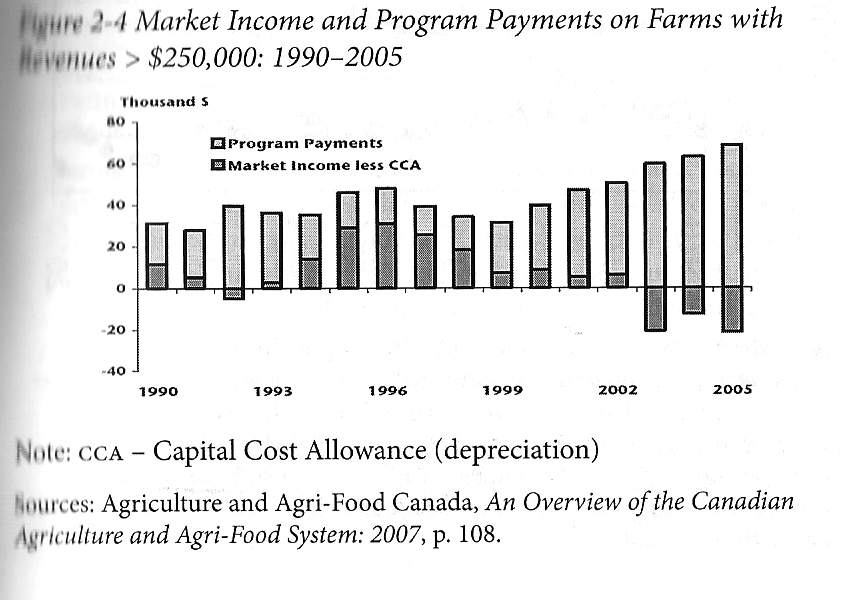 Figure 2-4 Market Income and Program Payments on Farms with
Revenues > $250,000: 1990–2005
Thousand $
80
Program Payments
60
Market Income less CCA
40
20
0
-20
-40
1990 1993 1996 1999 2002 2005
Note: CCA – Capital Cost Allowance (depreciation)
Sources: Agriculture and Agri-Food Canada, An Overview of the Canadian
Agriculture and Agri-Food System: 2007, p. 108.